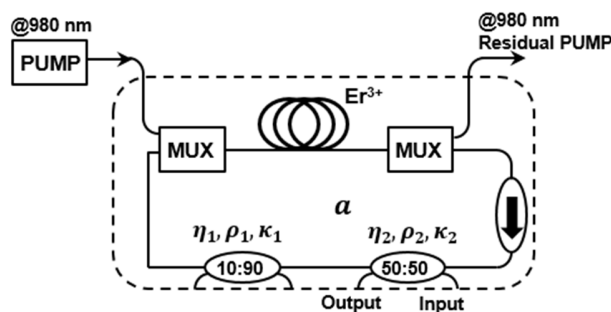 @980 nm
PUMP
@980 nm
Residual PUMP
Er³⁺
MUX
MUX
a
η₁, ρ₁, κ₁
η₂, ρ₂, κ₂
10:90
50:50
Output
Input